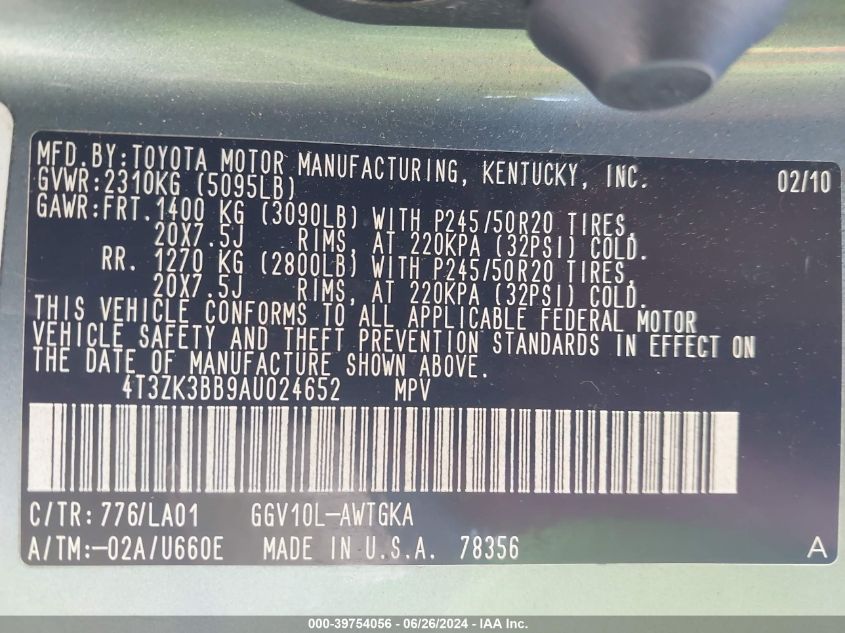 MFD.BY:TOYOTA MOTOR MANUFACTURING, KENTUCKY, INC. 02/10
GVWR:2310KG (5095LB)
GAWR:FRT.1400 KG (3090LB) WITH P245/50R20 TIRES,
20X7.5J RIMS, AT 220KPA (32PSI) COLD.
RR. 1270 KG (2800LB) WITH P245/50R20 TIRES,
20X7.5J RIMS, AT 220KPA (32PSI) COLD.
THIS VEHICLE CONFORMS TO ALL APPLICABLE FEDERAL MOTOR
VEHICLE SAFETY AND THEFT PREVENTION STANDARDS IN EFFECT ON
THE DATE OF MANUFACTURE SHOWN ABOVE.
4T3ZK3BB9AU024652 MPV
C/TR:776/LA01 GGV10L-AWTGKA
A/TM:-02A/U660E MADE IN U.S.A. 78356 A
000-39754056 - 06/26/2024 - IAA Inc.